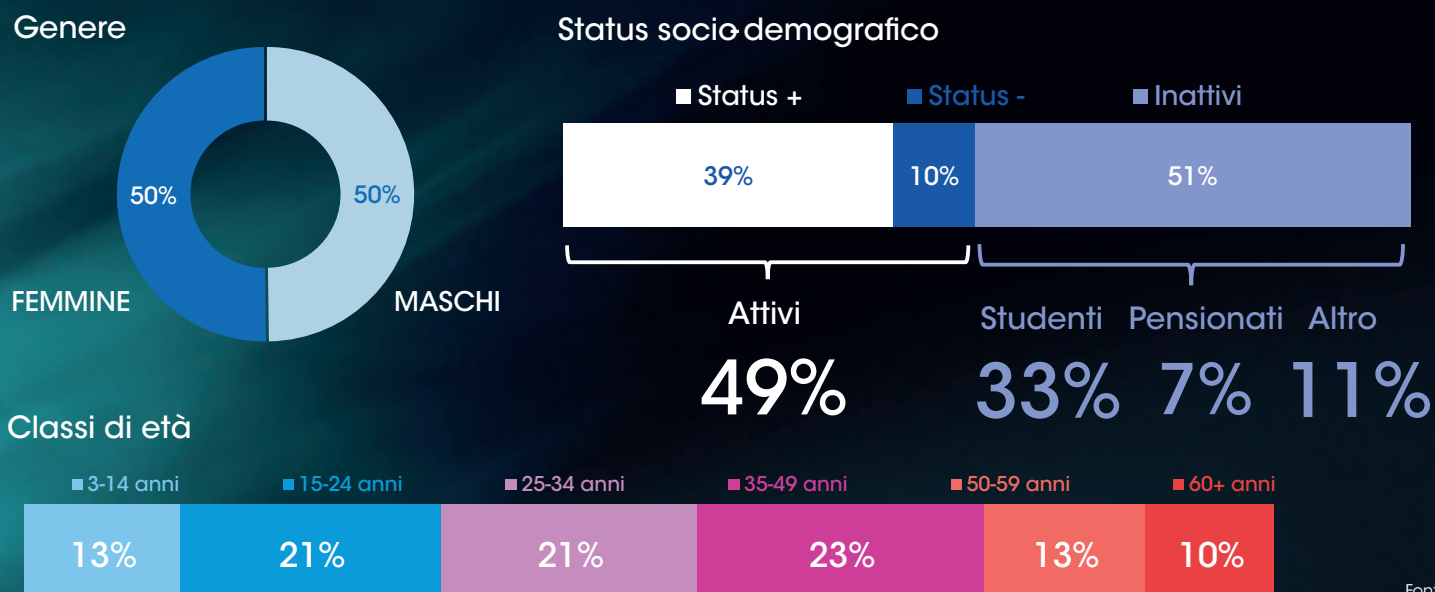 Genere
50%
50%
FEMMINE
MASCHI
Status socio-demografico
Status +
Status -
Inattivi
39%
10%
51%
Attivi
49%
Studenti
Pensionati
Altro
33%
7%
11%
Classi di età
3-14 anni
15-24 anni
25-34 anni
35-49 anni
50-59 anni
60+ anni
13%
21%
21%
23%
13%
10%